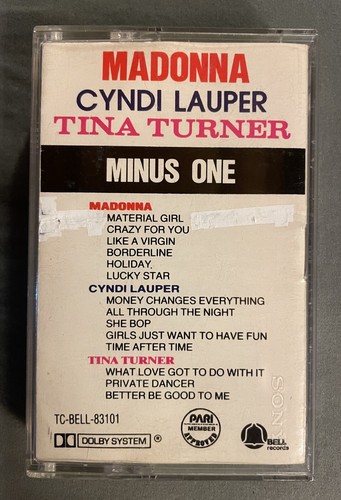 MADONNA
CYNDI LAUPER
TINA TURNER
MINUS ONE
MADONNA
MATERIAL GIRL
CRAZY FOR YOU
LIKE A VIRGIN
BORDERLINE
HOLIDAY,
LUCKY STAR
CYNDI LAUPER
MONEY CHANGES EVERYTHING
ALL THROUGH THE NIGHT
SHE BOP
GIRLS JUST WANT TO HAVE FUN
TIME AFTER TIME
TINA TURNER
WHAT LOVE GOT TO DO WITH IT
PRIVATE DANCER
BETTER BE GOOD TO ME
TC-BELL-83101
DOLBY SYSTEM ®
PARI
MEMBER
APPROVED
BELL
records